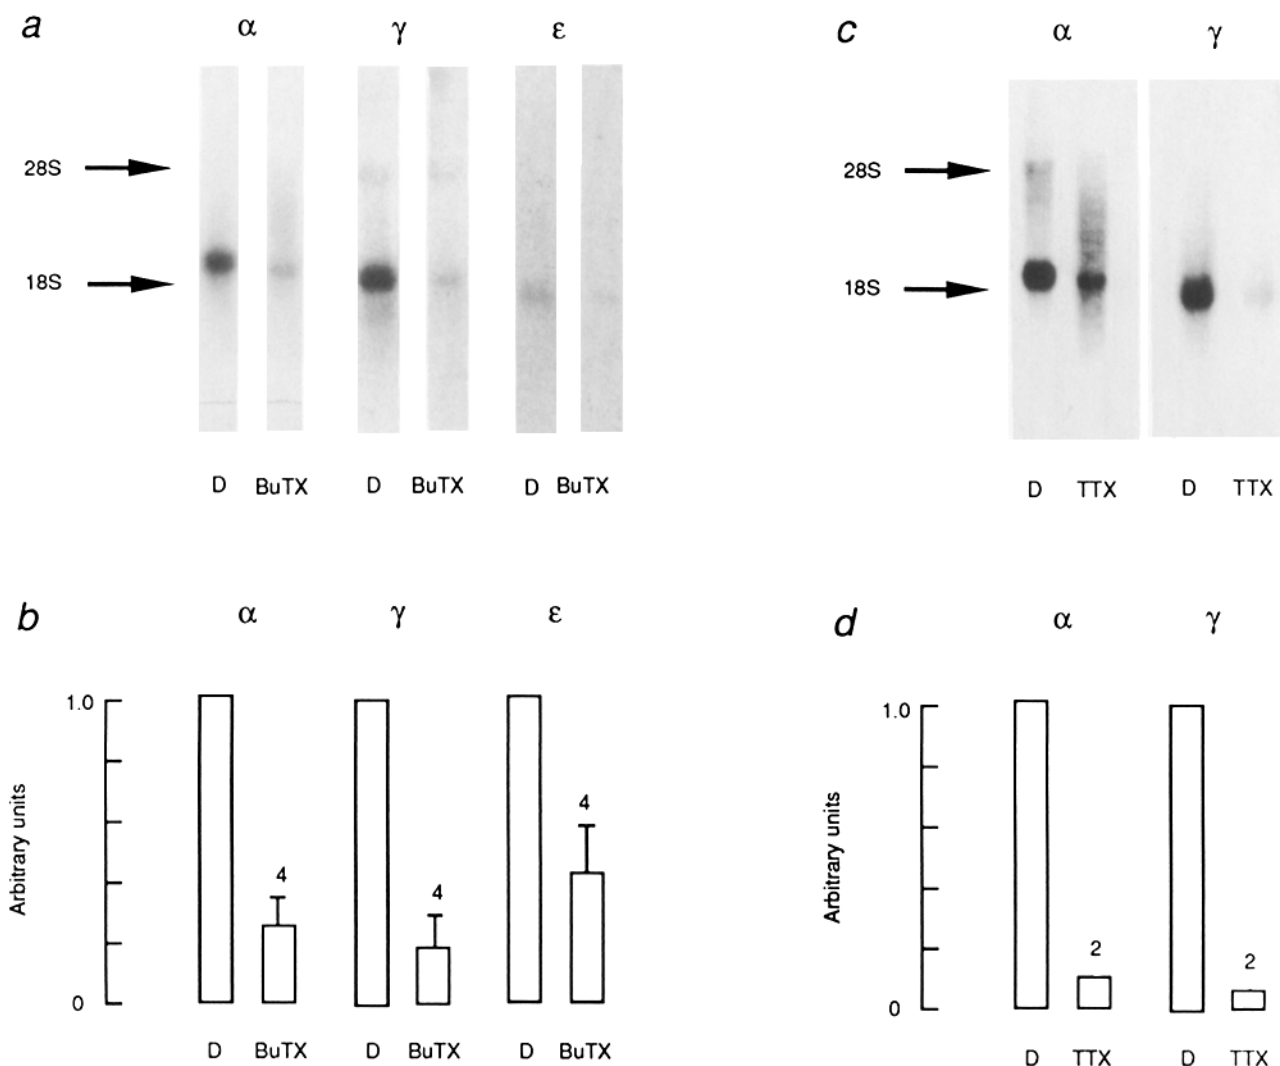 a α γ ε
28S
18S
D BuTX D BuTX D BuTX
c α γ
28S
18S
D TTX D TTX
b α γ ε
Arbitrary units
1.0
4
4
4
0
D BuTX D BuTX D BuTX
d α γ
Arbitrary units
1.0
2
2
0
D TTX D TTX